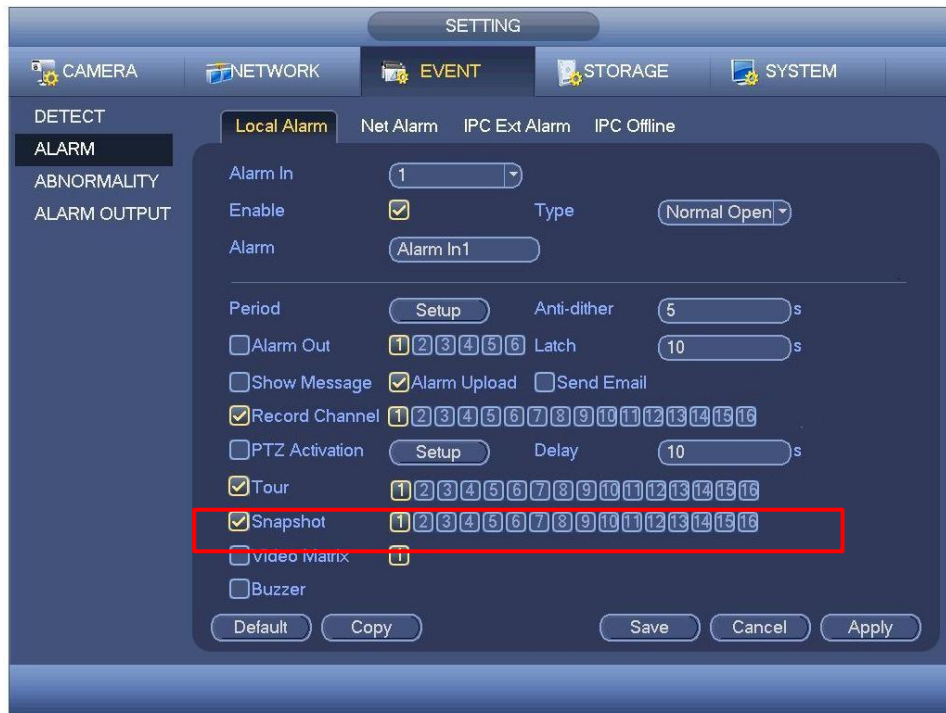 SETTING
CAMERA NETWORK EVENT STORAGE SYSTEM
DETECT
ALARM
ABNORMALITY
ALARM OUTPUT
Local Alarm Net Alarm IPC Ext Alarm IPC Offline
Alarm In 1
Enable Type Normal Open
Alarm Alarm In1
Period Setup Anti-dither 5 s
Alarm Out 1 2 3 4 5 6 Latch 10 s
Show Message Alarm Upload Send Email
Record Channel 1 2 3 4 5 6 7 8 9 10 11 12 13 14 15 16
PTZ Activation Setup Delay 10 s
Tour 1 2 3 4 5 6 7 8 9 10 11 12 13 14 15 16
Snapshot 1 2 3 4 5 6 7 8 9 10 11 12 13 14 15 16
Video Matrix 1
Buzzer
Default Copy Save Cancel Apply